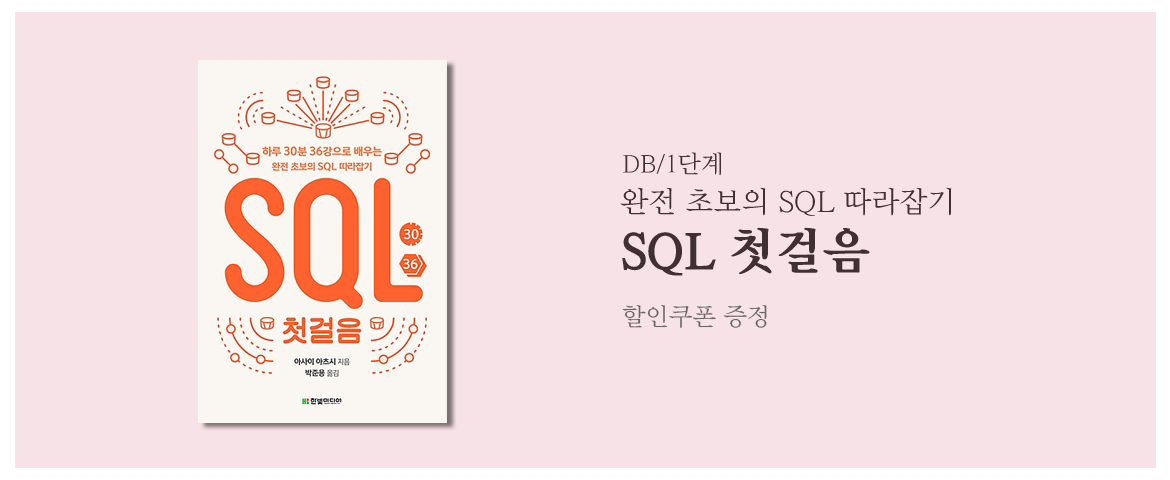 하루 30분 36강으로 배우는
완전 초보의 SQL 따라잡기
SQL
30
36
첫걸음
아사이 아츠시 지음
박준용 옮김
한빛미디어
DB/1단계
완전 초보의 SQL 따라잡기
SQL 첫걸음
할인쿠폰 증정